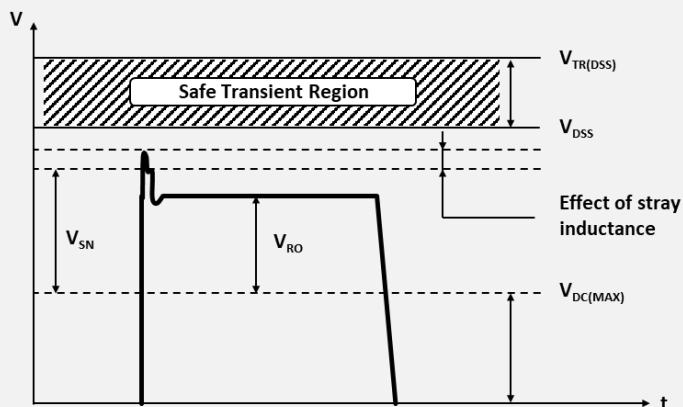 V
V_TR(DSS)
Safe Transient Region
V_DSS
Effect of stray
inductance
V_SN
V_RO
V_DC(MAX)
t